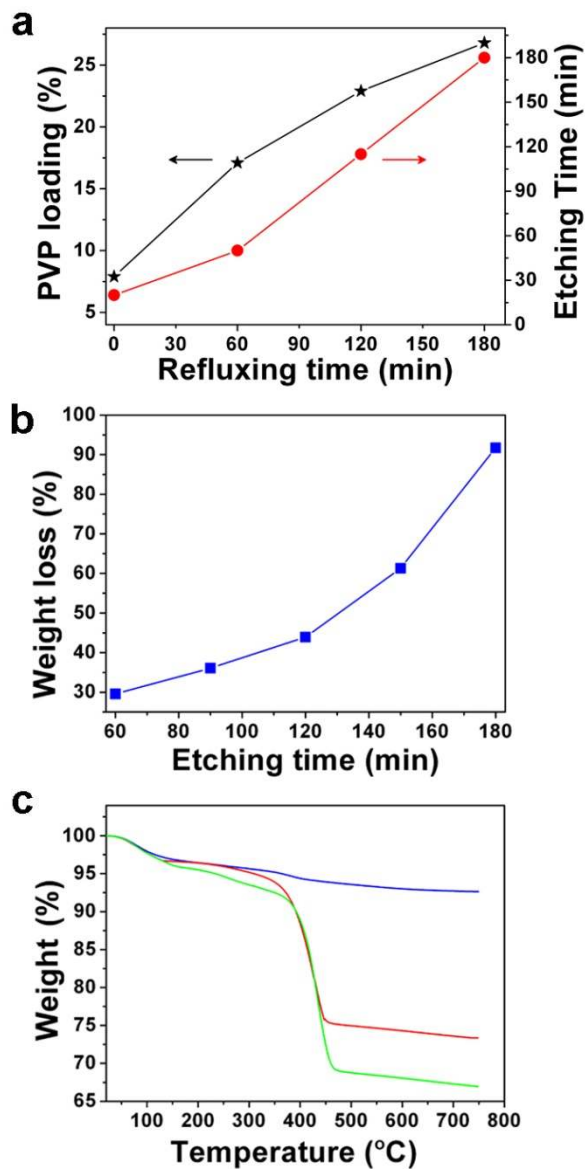 a
PVP loading (%)
25
20
15
10
5
180
150
120
90
60
30
0
Etching Time (min)
0 30 60 90 120 150 180
Refluxing time (min)
b
Weight loss (%)
100
90
80
70
60
50
40
30
60 80 100 120 140 160 180
Etching time (min)
c
Weight (%)
100
95
90
85
80
75
70
65
100 200 300 400 500 600 700 800
Temperature (°C)